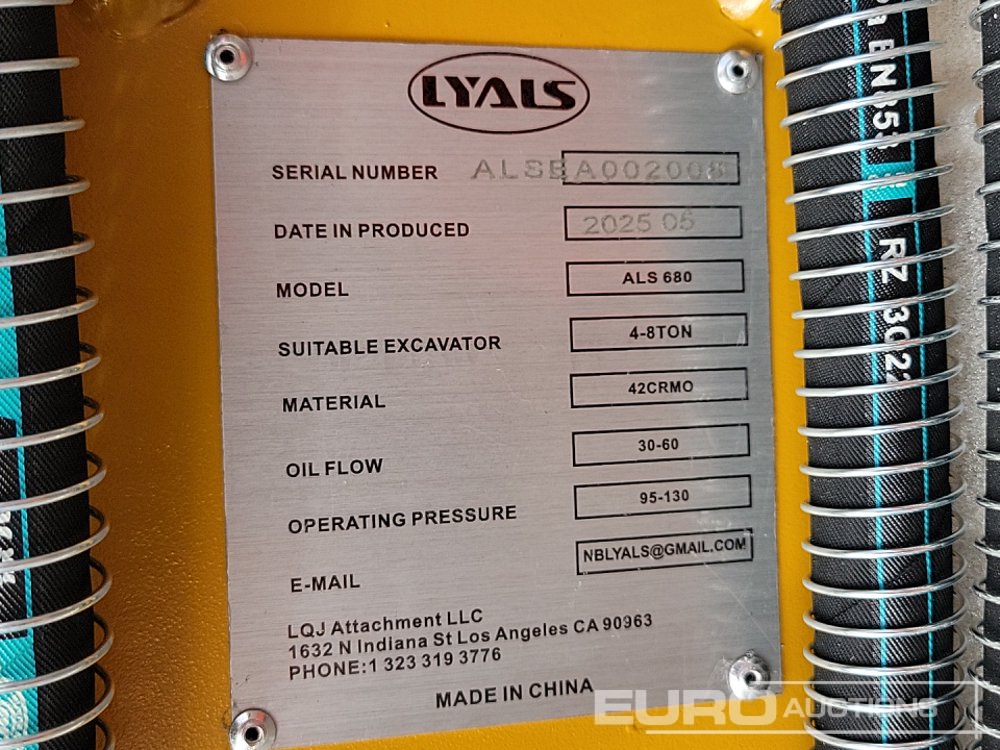 LYALS
SERIAL NUMBER ALSEA002008
DATE IN PRODUCED 2025 05
MODEL ALS 680
SUITABLE EXCAVATOR 4-8TON
MATERIAL 42CRMO
OIL FLOW 30-60
OPERATING PRESSURE 95-130
E-MAIL NBLYALS@GMAIL.COM
LQJ Attachment LLC
1632 N Indiana St Los Angeles CA 90963
PHONE:1 323 319 3776
MADE IN CHINA
EURO AUCTIONS